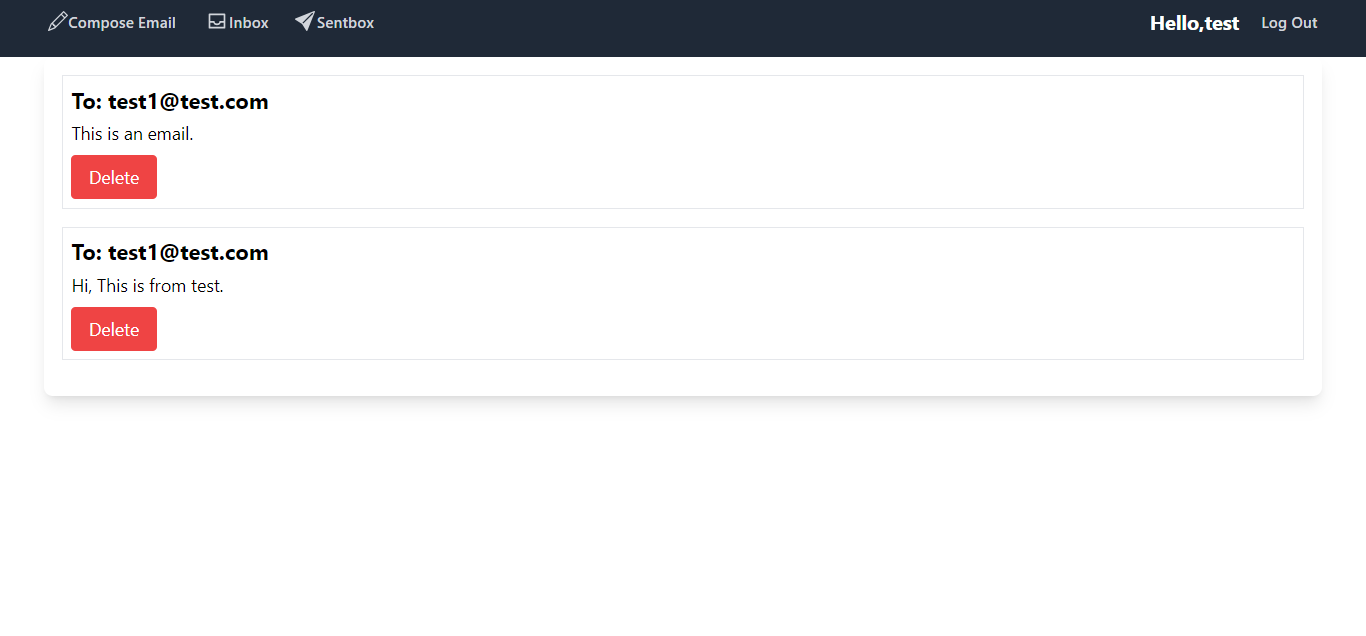 Compose Email Inbox Sentbox Hello,test Log Out
To: test1@test.com
This is an email.
Delete
To: test1@test.com
Hi, This is from test.
Delete